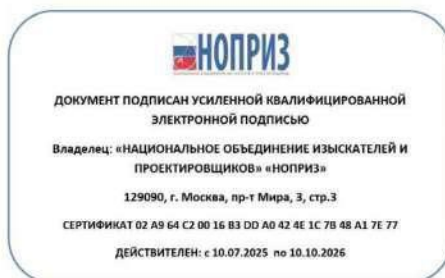 НОПРИЗ
ДОКУМЕНТ ПОДПИСАН УСИЛЕННОЙ КВАЛИФИЦИРОВАННОЙ
ЭЛЕКТРОННОЙ ПОДПИСЬЮ
Владелец: «НАЦИОНАЛЬНОЕ ОБЪЕДИНЕНИЕ ИЗЫСКАТЕЛЕЙ И
ПРОЕКТИРОВЩИКОВ» «НОПРИЗ»
129090, г. Москва, пр-т Мира, 3, стр.3
СЕРТИФИКАТ 02 A9 64 C2 00 16 B3 DD A0 42 4E 1C 7B 48 A1 7E 77
ДЕЙСТВИТЕЛЕН: с 10.07.2025 по 10.10.2026